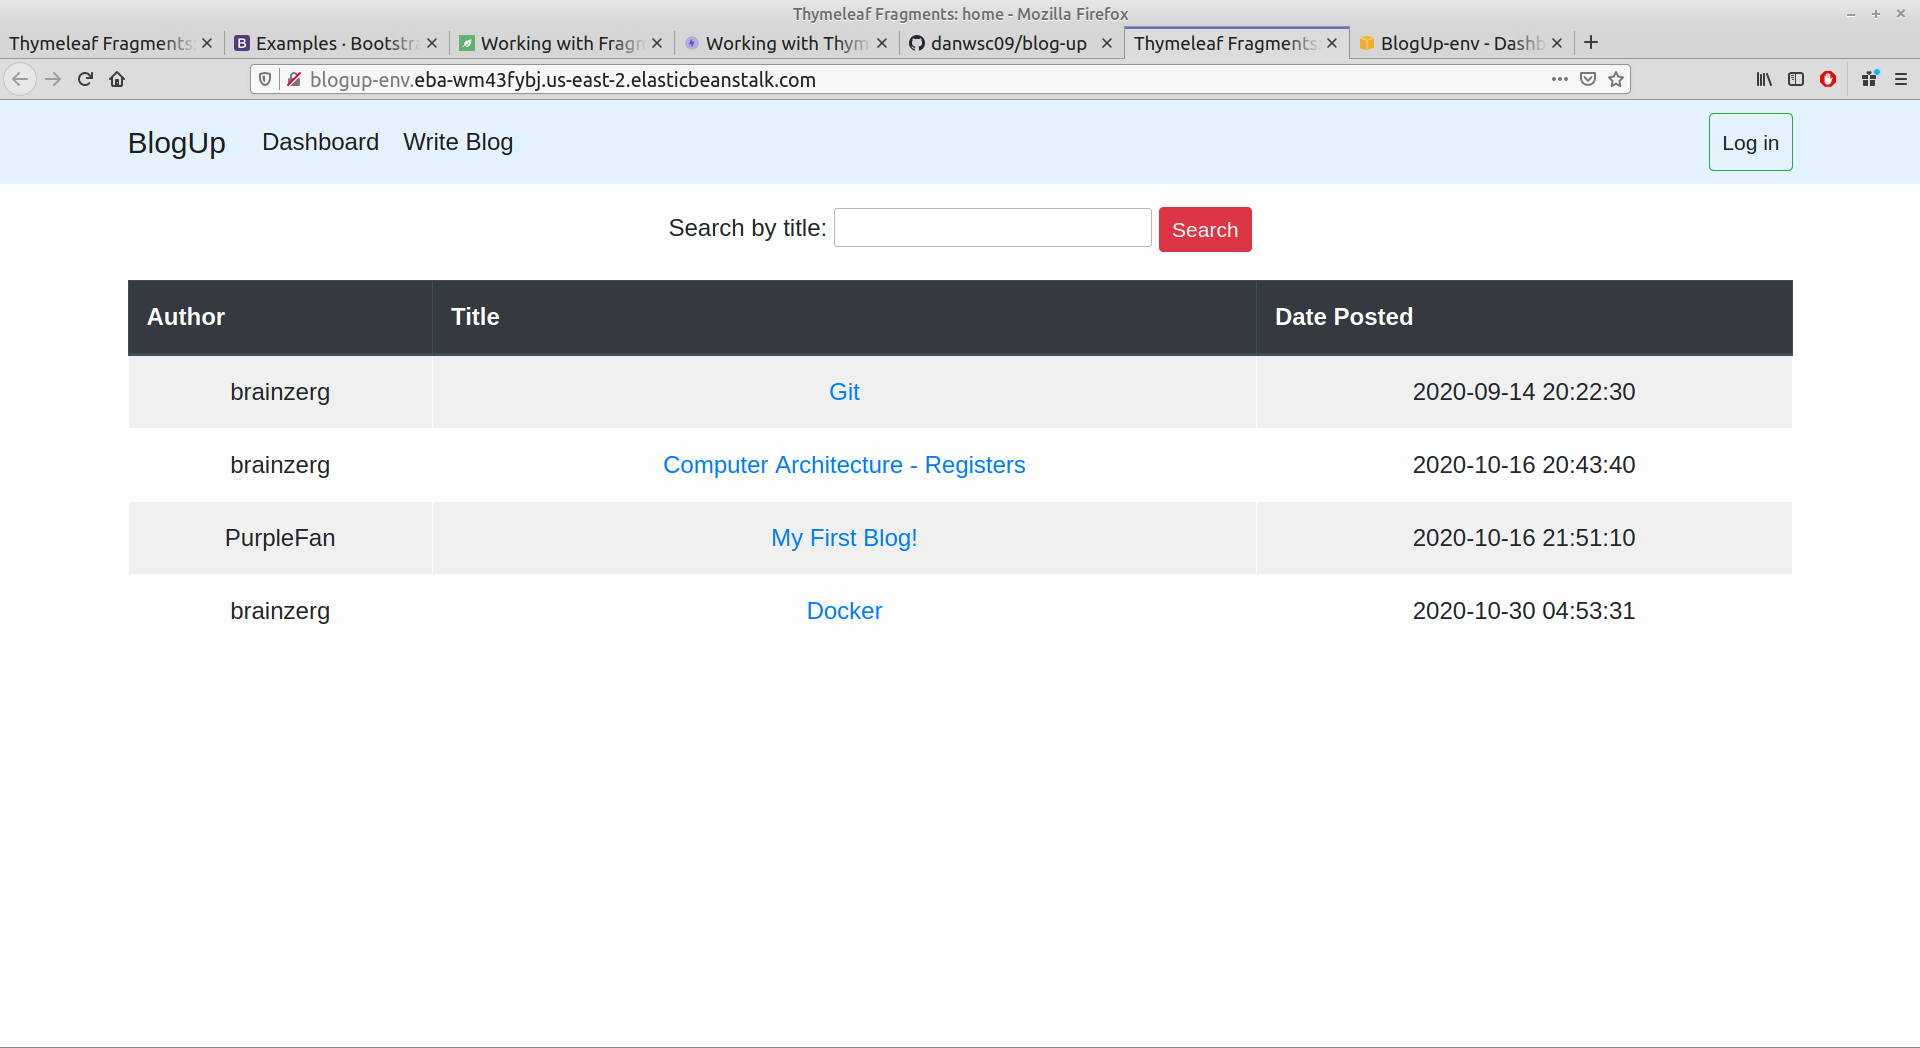 Thymeleaf Fragments: home - Mozilla Firefox
Thymeleaf Fragments Examples · Bootstra Working with Fragn Working with Thym danwsc09/blog-up Thymeleaf Fragments BlogUp-env - Dashb
blogup-env.eba-wm43fybj.us-east-2.elasticbeanstalk.com
BlogUp Dashboard Write Blog Log in
Search by title: Search
Author Title Date Posted
brainzerg Git 2020-09-14 20:22:30
brainzerg Computer Architecture - Registers 2020-10-16 20:43:40
PurpleFan My First Blog! 2020-10-16 21:51:10
brainzerg Docker 2020-10-30 04:53:31